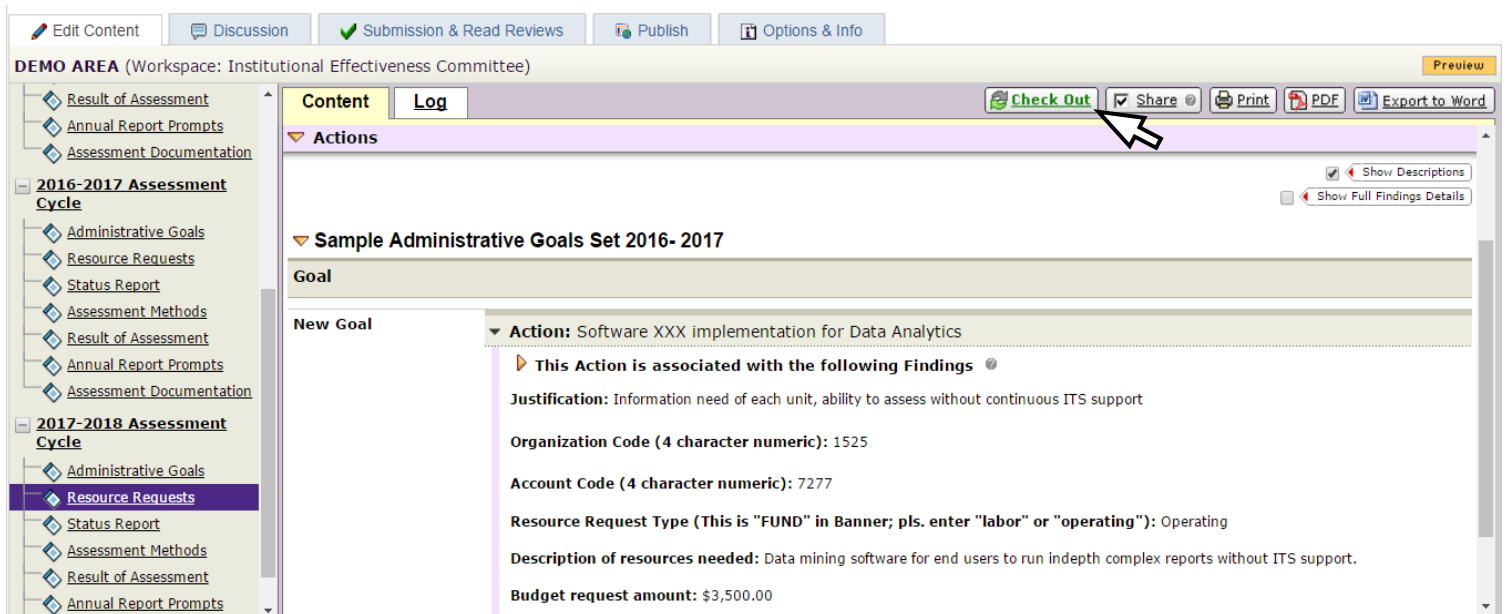 Edit Content
Discussion
Submission & Read Reviews
Publish
Options & Info
DEMO AREA (Workspace: Institutional Effectiveness Committee)
Preview
Result of Assessment
Annual Report Prompts
Assessment Documentation
2016-2017 Assessment
Cycle
Administrative Goals
Resource Requests
Status Report
Assessment Methods
Result of Assessment
Annual Report Prompts
Assessment Documentation
2017-2018 Assessment
Cycle
Administrative Goals
Resource Requests
Status Report
Assessment Methods
Result of Assessment
Annual Report Prompts
Content
Log
Check Out
Share
Print
PDF
Export to Word
Actions
Show Descriptions
Show Full Findings Details
Sample Administrative Goals Set 2016- 2017
Goal
New Goal
Action: Software XXX implementation for Data Analytics
This Action is associated with the following Findings
Justification: Information need of each unit, ability to assess without continuous ITS support
Organization Code (4 character numeric): 1525
Account Code (4 character numeric): 7277
Resource Request Type (This is "FUND" in Banner; pls. enter "labor" or "operating"): Operating
Description of resources needed: Data mining software for end users to run indepth complex reports without ITS support.
Budget request amount: $3,500.00